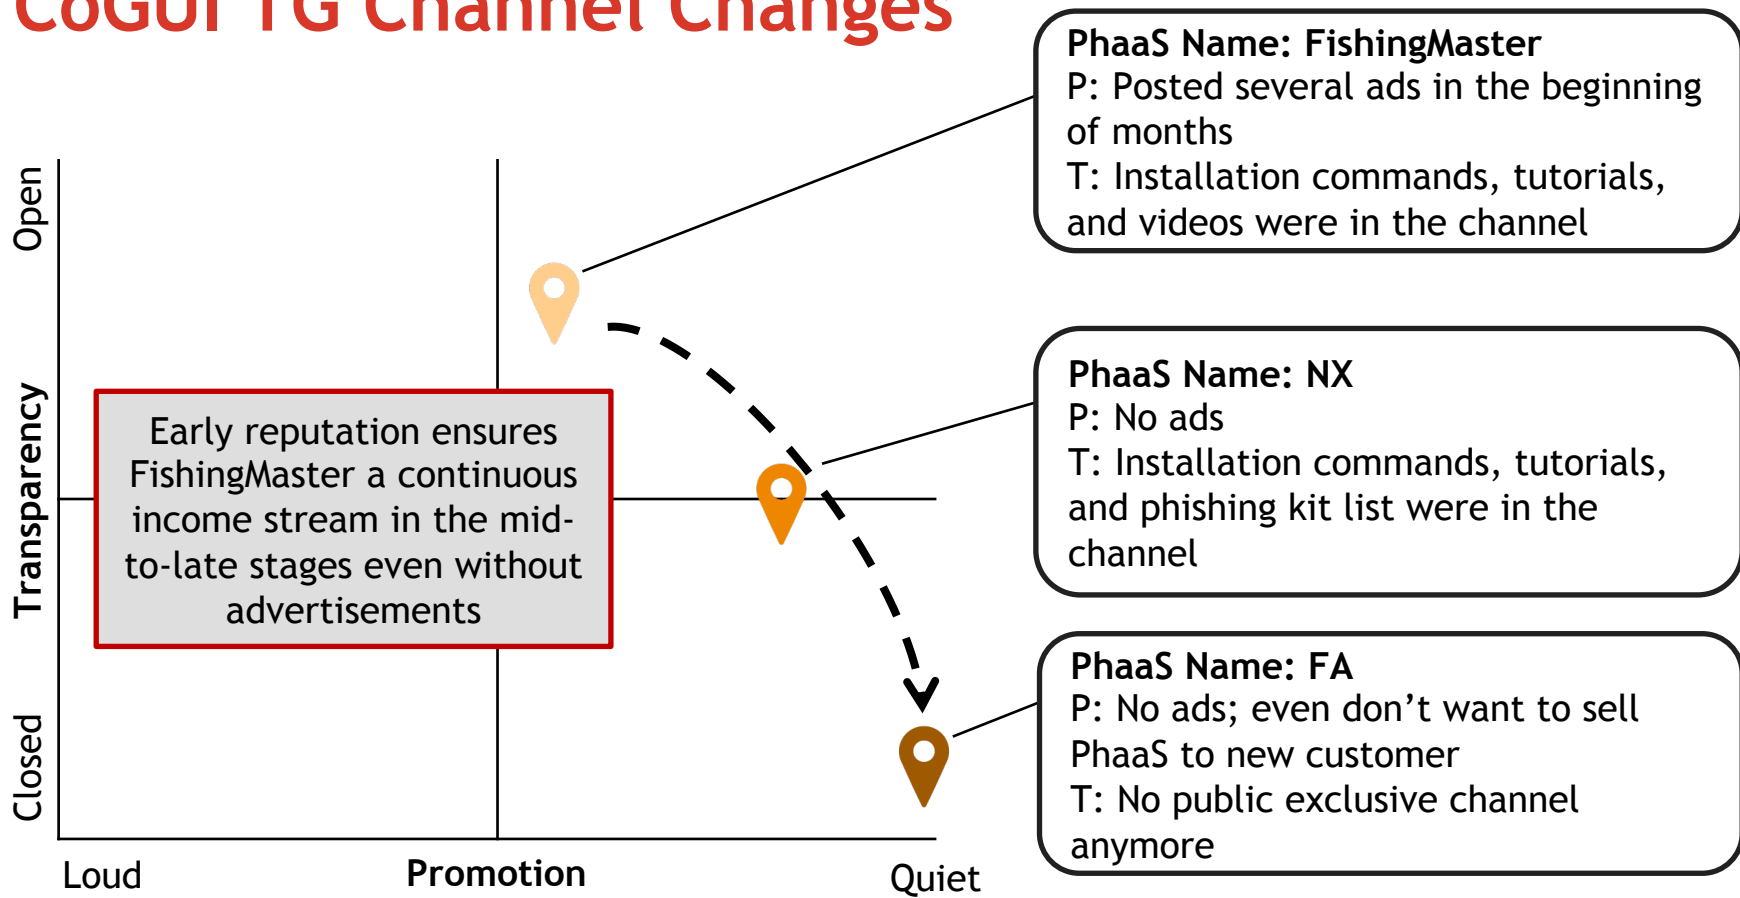 CoGUI TG Channel Changes
PhaaS Name: FishingMaster
P: Posted several ads in the beginning
of months
T: Installation commands, tutorials,
and videos were in the channel
Open
Transparency
Closed
Early reputation ensures
FishingMaster a continuous
income stream in the mid-
to-late stages even without
advertisements
PhaaS Name: NX
P: No ads
T: Installation commands, tutorials,
and phishing kit list were in the
channel
PhaaS Name: FA
P: No ads; even don’t want to sell
PhaaS to new customer
T: No public exclusive channel
anymore
Loud
Promotion
Quiet